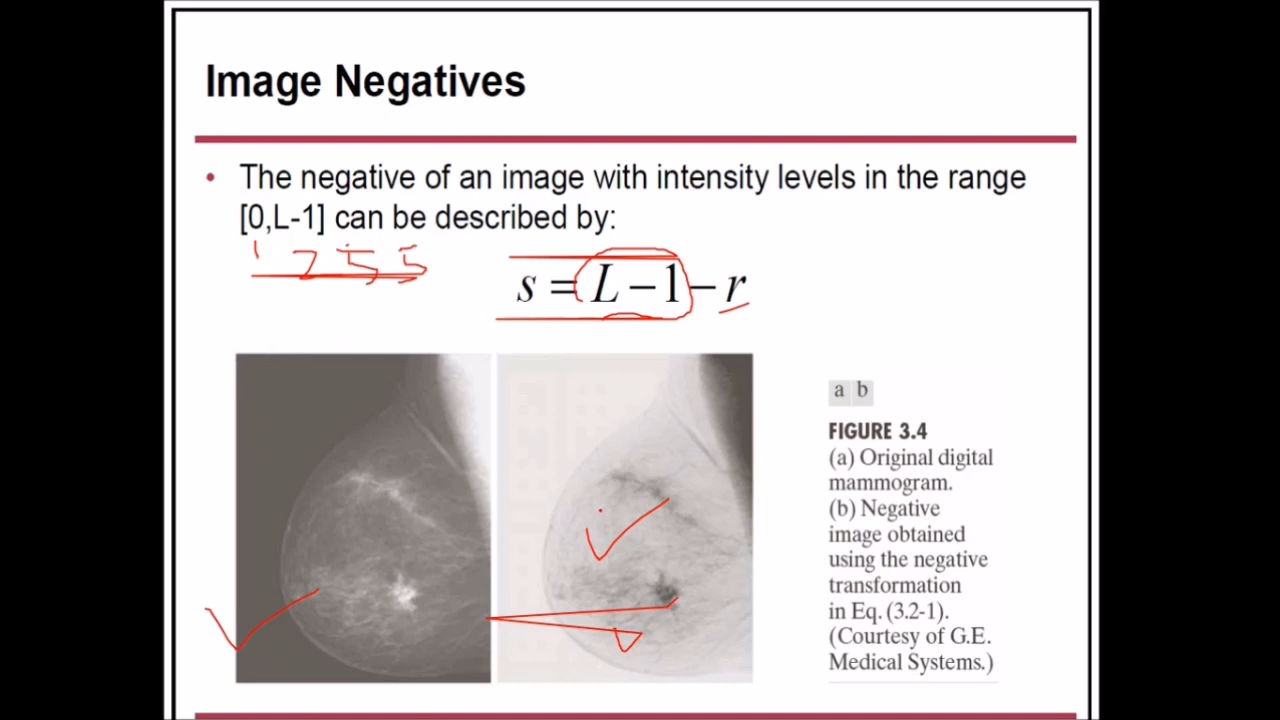 Image Negatives
• The negative of an image with intensity levels in the range
[0,L-1] can be described by:
1 255
s = L − 1 − r
a b
FIGURE 3.4
(a) Original digital
mammogram.
(b) Negative
image obtained
using the negative
transformation
in Eq. (3.2-1).
(Courtesy of G.E.
Medical Systems.)